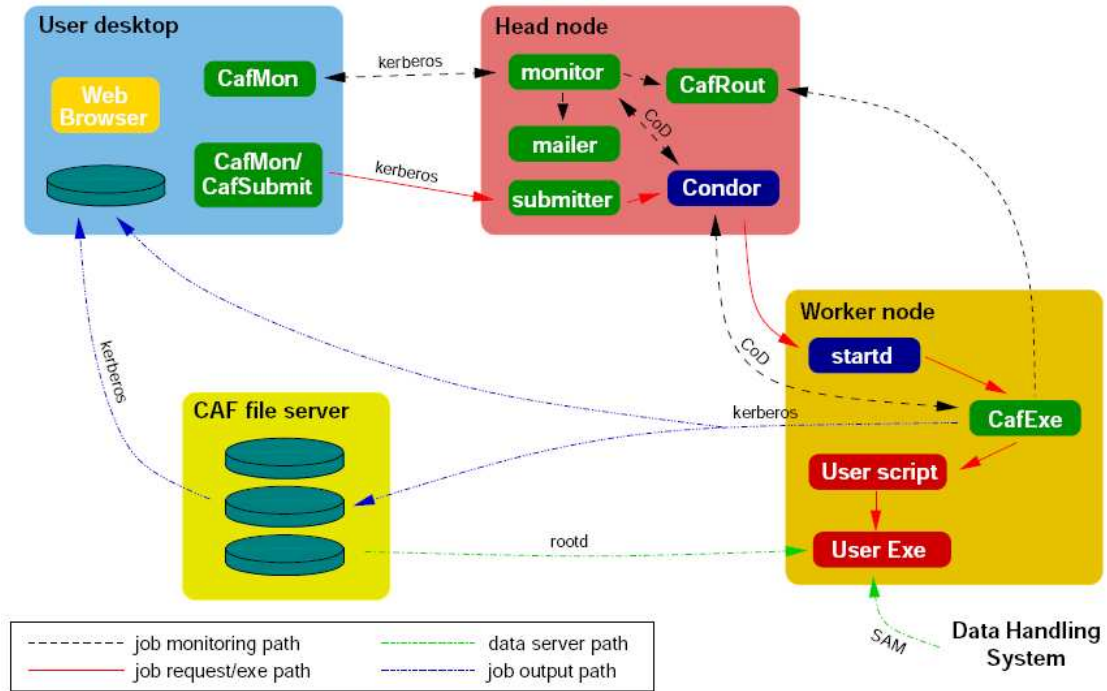 User desktop
CafMon
Web
Browser
CafMon/
CafSubmit
kerberos
kerberos
Head node
monitor
CafRout
CoD
mailer
submitter
Condor
Worker node
startd
CoD
kerberos
CafExe
User script
User Exe
kerberos
CAF file server
rootd
SAM
Data Handling
System
job monitoring path
data server path
job request/exe path
job output path